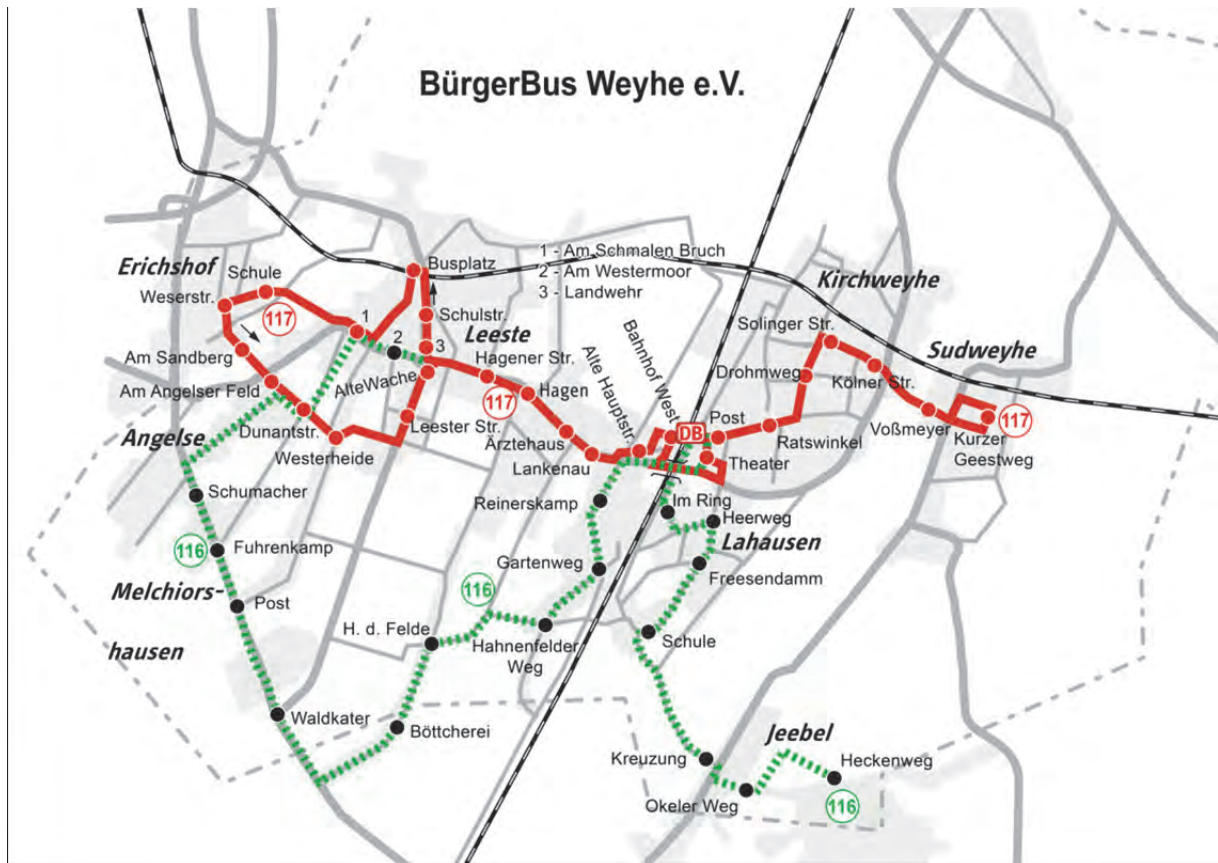 BürgerBus Weyhe e.V.
1 - Am Schmalen Bruch
2 - Am Westermoor
3 - Landwehr
Erichshof
Schule
Weserstr.
117
Busplatz
Schulstr.
Leeste
1
2
3
Am Sandberg
Am Angelser Feld
AlteWache
Hagener Str.
117
Hagen
Alte Hauptstr.
Bahnhof West
DB
Post
Kirchweyhe
Solinger Str.
Drohmweg
Kölner Str.
Sudweyhe
Voßmeyer
117
Kurzer
Geestweg
Ratswinkel
Theater
Angelse
Dunantstr.
Westerheide
Leester Str.
Ärztehaus
Lankenau
Schumacher
Reinerskamp
Im Ring
Heerweg
Lahausen
116
Fuhrenkamp
Gartenweg
Freesendamm
Melchiors-
hausen
Post
116
H. d. Felde
Hahnenfelder
Weg
Schule
Waldkater
Böttcherei
Kreuzung
Jeebel
Heckenweg
Okeler Weg
116